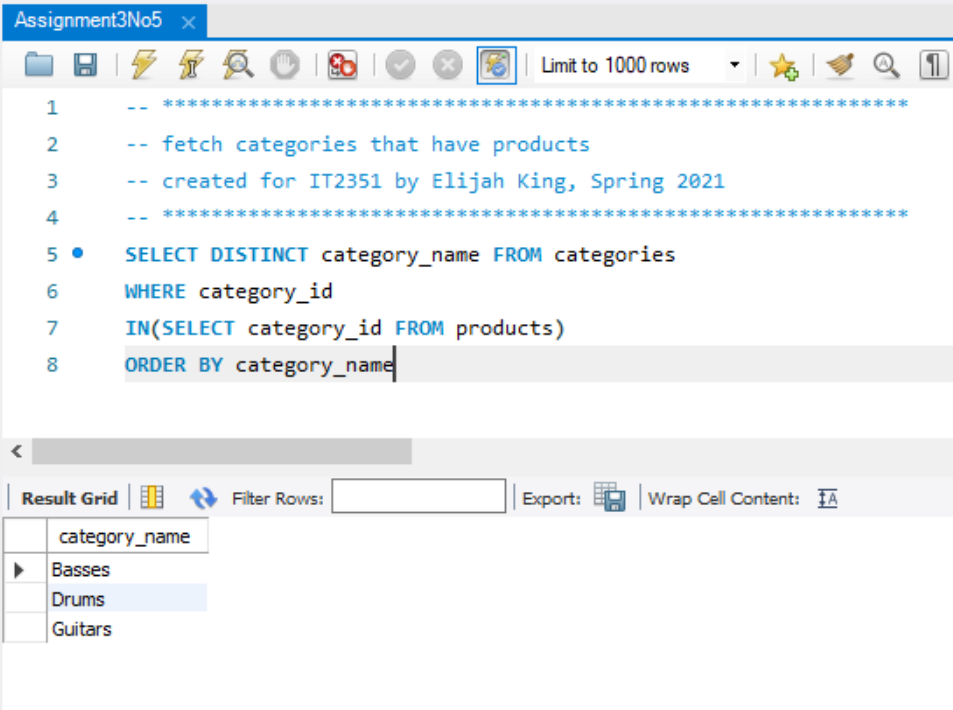 Assignment3No5
Limit to 1000 rows
1 -- *************************************************************
2 -- fetch categories that have products
3 -- created for IT2351 by Elijah King, Spring 2021
4 -- *************************************************************
5 SELECT DISTINCT category_name FROM categories
6 WHERE category_id
7 IN(SELECT category_id FROM products)
8 ORDER BY category_name
Result Grid Filter Rows: Export: Wrap Cell Content: IA
category_name
Basses
Drums
Guitars